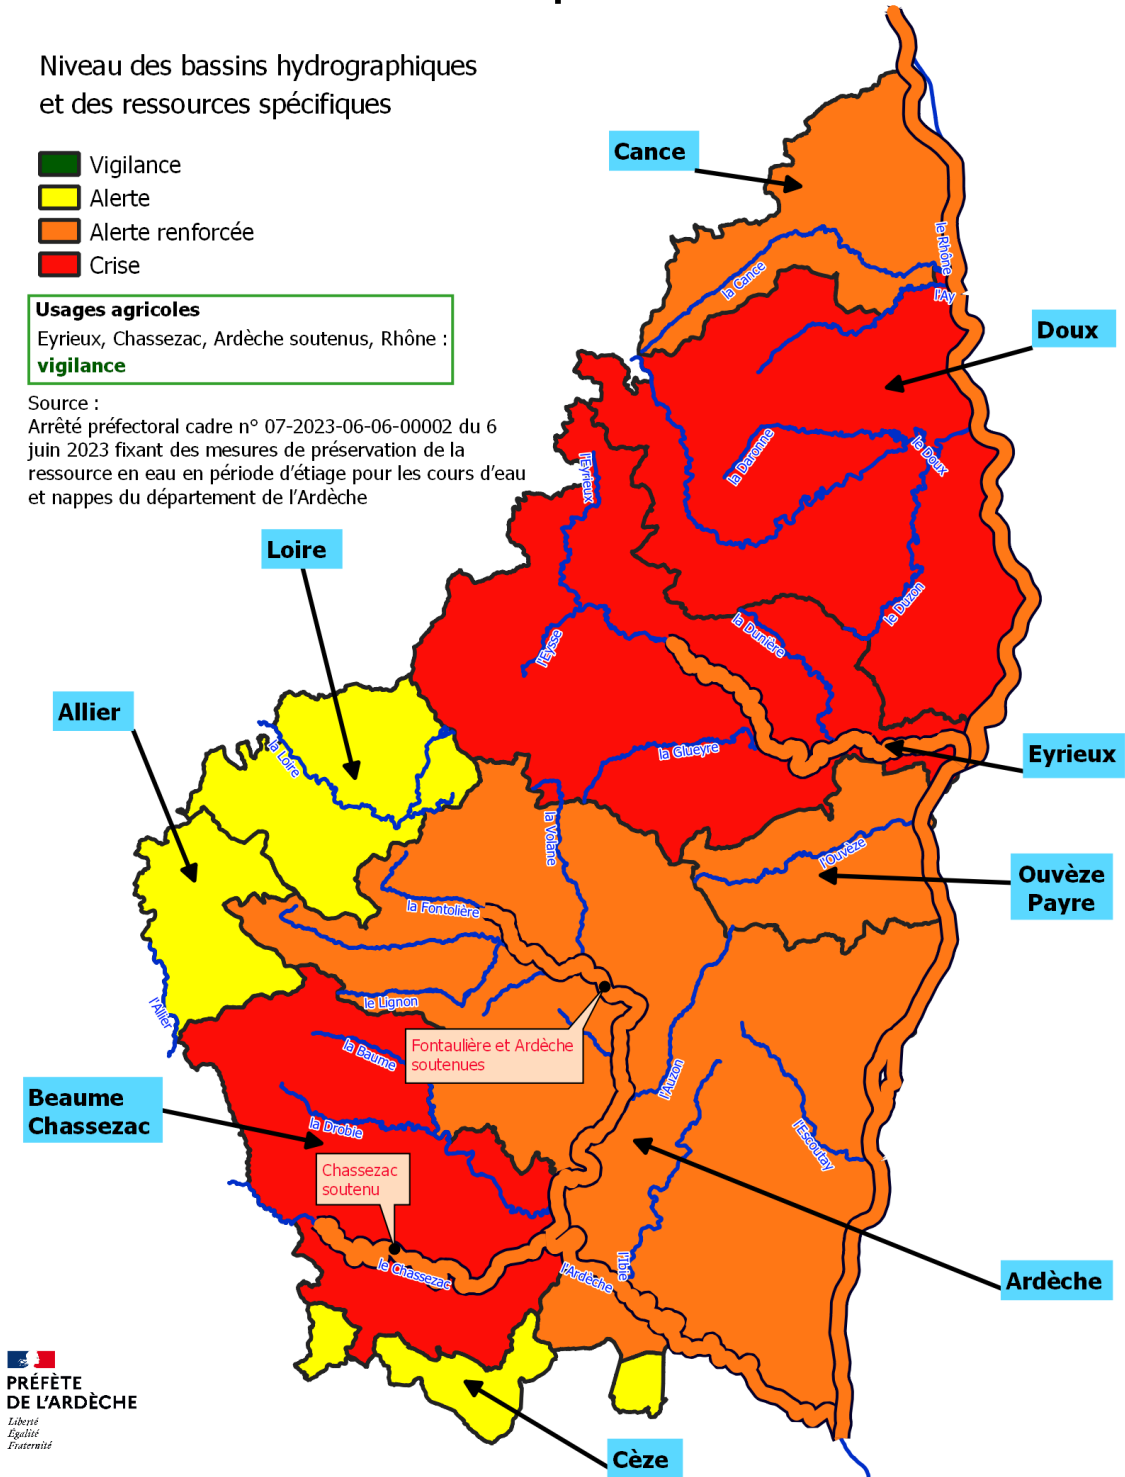 Niveau des bassins hydrographiques
et des ressources spécifiques
Vigilance
Alerte
Alerte renforcée
Crise
Usages agricoles
Eyrieux, Chassezac, Ardèche soutenus, Rhône :
vigilance
Source :
Arrêté préfectoral cadre n° 07-2023-06-06-00002 du 6
juin 2023 fixant des mesures de préservation de la
ressource en eau en période d'étiage pour les cours d'eau
et nappes du département de l'Ardèche
Cance
le Rhône
la Cance
l'Ay
Doux
la Daronne
le Doux
l'Eyrieux
Loire
le Duzon
la Dunière
l'Eysse
Allier
la Loire
la Glueyre
Eyrieux
la Volane
l'Ouvèze
Ouvèze
Payre
la Fontolière
l'Allier
le Lignon
Fontaulière et Ardèche
soutenues
la Baume
l'Auzon
Beaume
Chassezac
la Drobie
l'Escoutay
Chassezac
soutenu
le Chassezac
l'Ardèche
l'Ibie
Ardèche
PRÉFÈTE
DE L'ARDÈCHE
Liberté
Égalité
Fraternité
Cèze